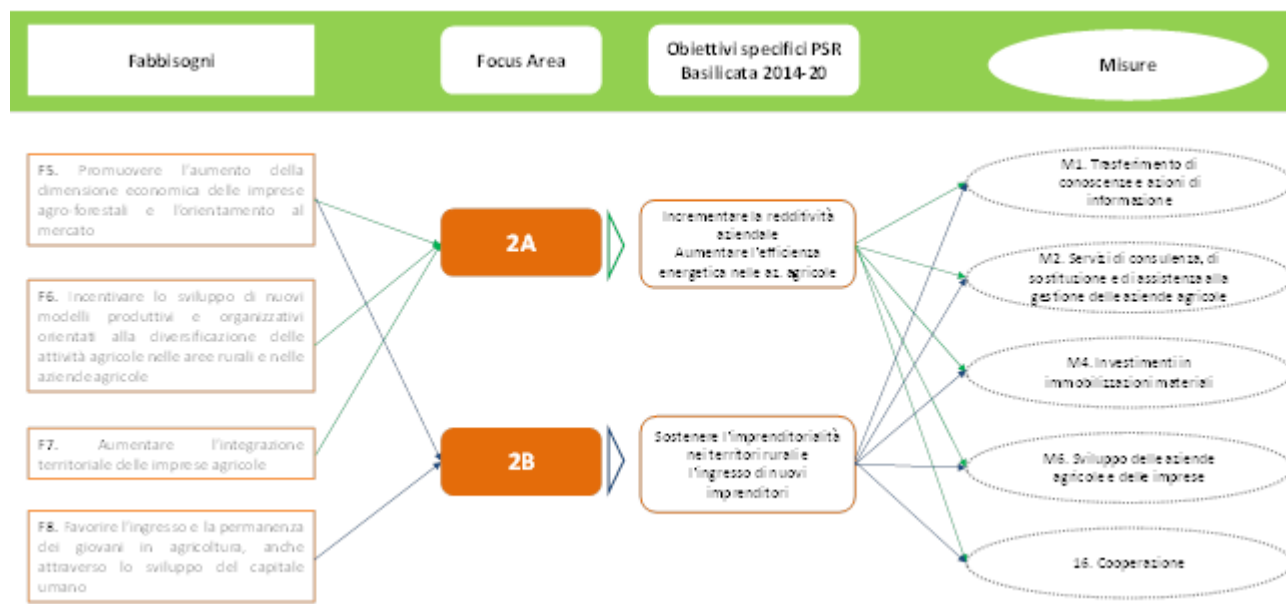 Fabbisogni
Focus Area
Obiettivi specifici PSR
Basilicata 2014-20
Misure
F5. Promuovere l'aumento della
dimensione economica delle imprese
agro-forestali e l'orientamento al
mercato
F6. Incentivare lo sviluppo di nuovi
modelli produttivi e organizzativi
orientati alla diversificazione delle
attività agricole nelle aree rurali e nelle
aziende agricole
F7. Aumentare l'integrazione
territoriale delle imprese agricole
F8. Favorire l'ingresso e la permanenza
dei giovani in agricoltura, anche
attraverso lo sviluppo del capitale
umano
2A
2B
Incrementare la redditività
aziendale
Aumentare l'efficienza
energetica nelle az. agricole
Sostenere l'imprenditorialità
nei territori rurali e
l'ingresso di nuovi
imprenditori
M1. Trasferimento di
conoscenze e azioni di
informazione
M2. Servizi di consulenza, di
sostituzione e di assistenza alla
gestione delle aziende agricole
M4. Investimenti in
immobilizzazioni materiali
M6. Sviluppo delle aziende
agricole e delle imprese
16. Cooperazione